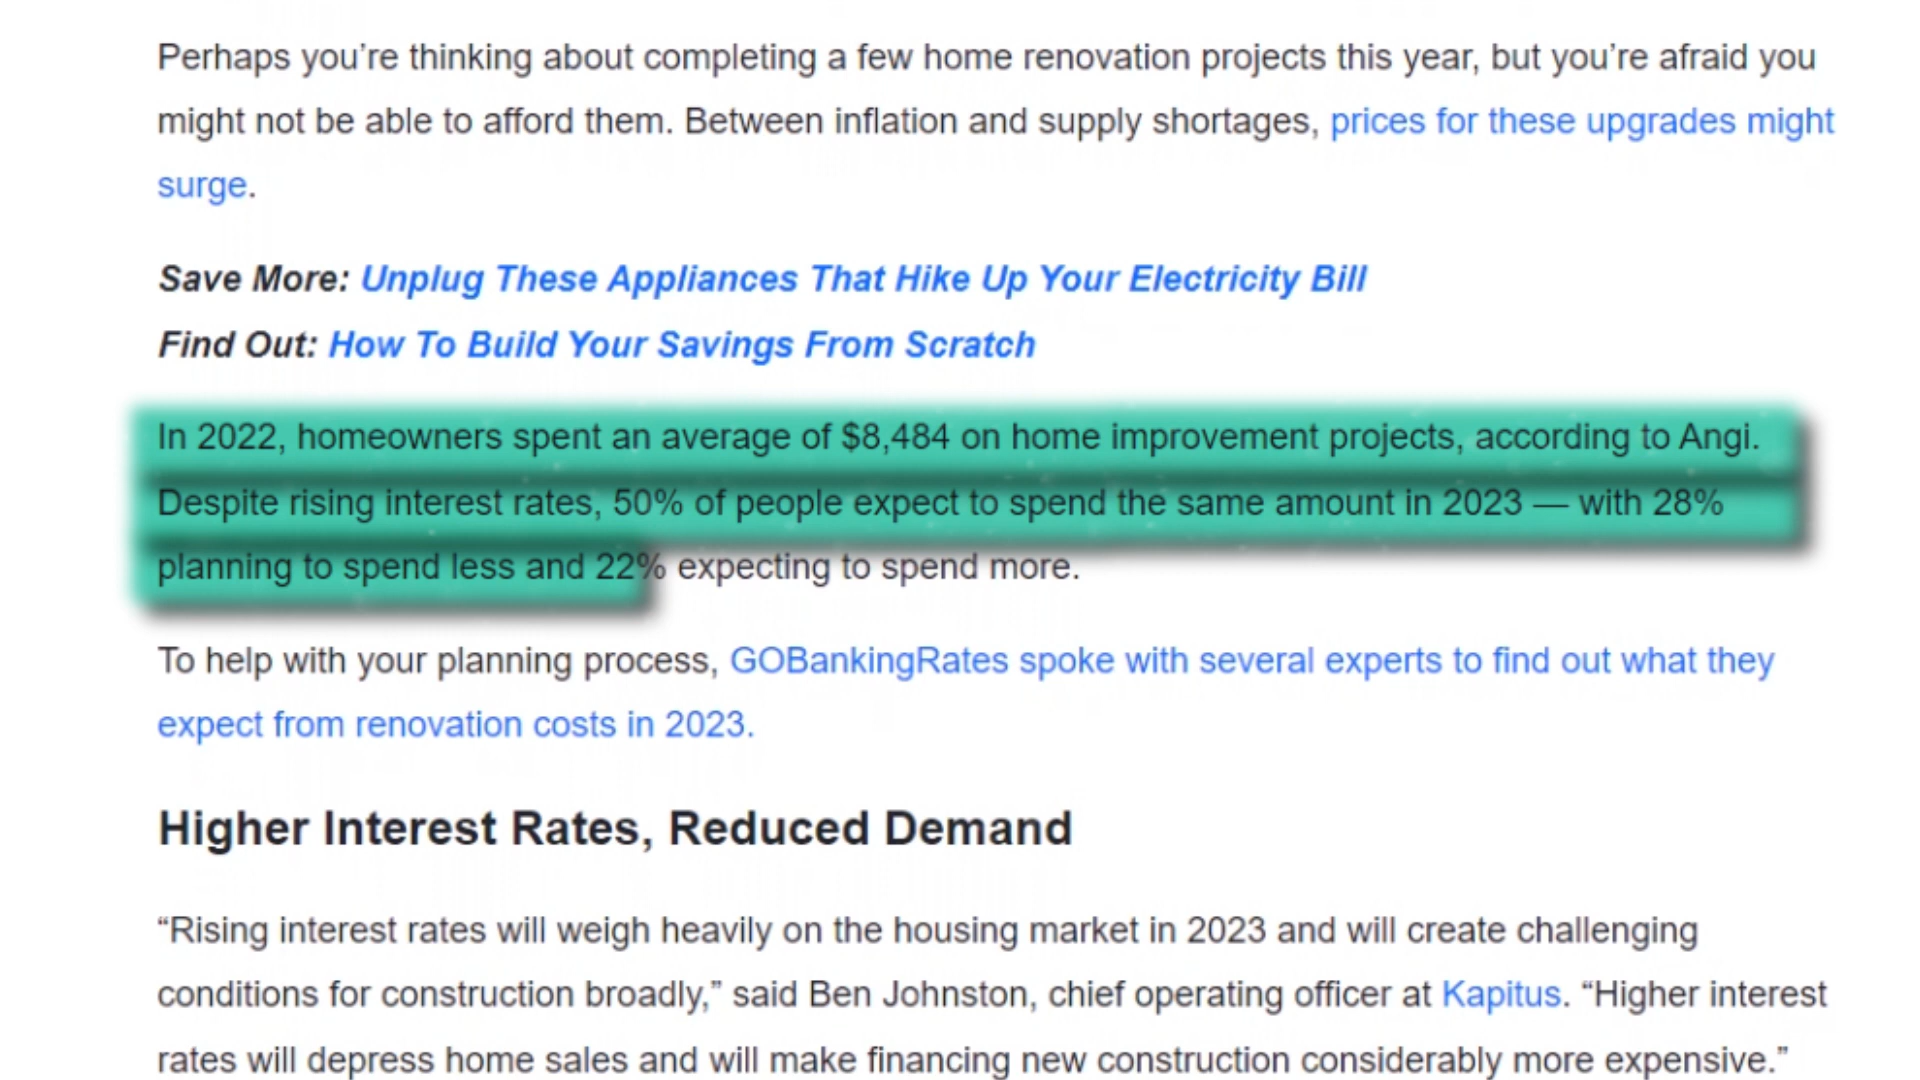 Perhaps you’re thinking about completing a few home renovation projects this year, but you’re afraid you
might not be able to afford them. Between inflation and supply shortages, prices for these upgrades might
surge.
Save More: Unplug These Appliances That Hike Up Your Electricity Bill
Find Out: How To Build Your Savings From Scratch
In 2022, homeowners spent an average of $8,484 on home improvement projects, according to Angi.
Despite rising interest rates, 50% of people expect to spend the same amount in 2023 — with 28%
planning to spend less and 22% expecting to spend more.
To help with your planning process, GOBankingRates spoke with several experts to find out what they
expect from renovation costs in 2023.
Higher Interest Rates, Reduced Demand
“Rising interest rates will weigh heavily on the housing market in 2023 and will create challenging
conditions for construction broadly,” said Ben Johnston, chief operating officer at Kapitus. “Higher interest
rates will depress home sales and will make financing new construction considerably more expensive.”